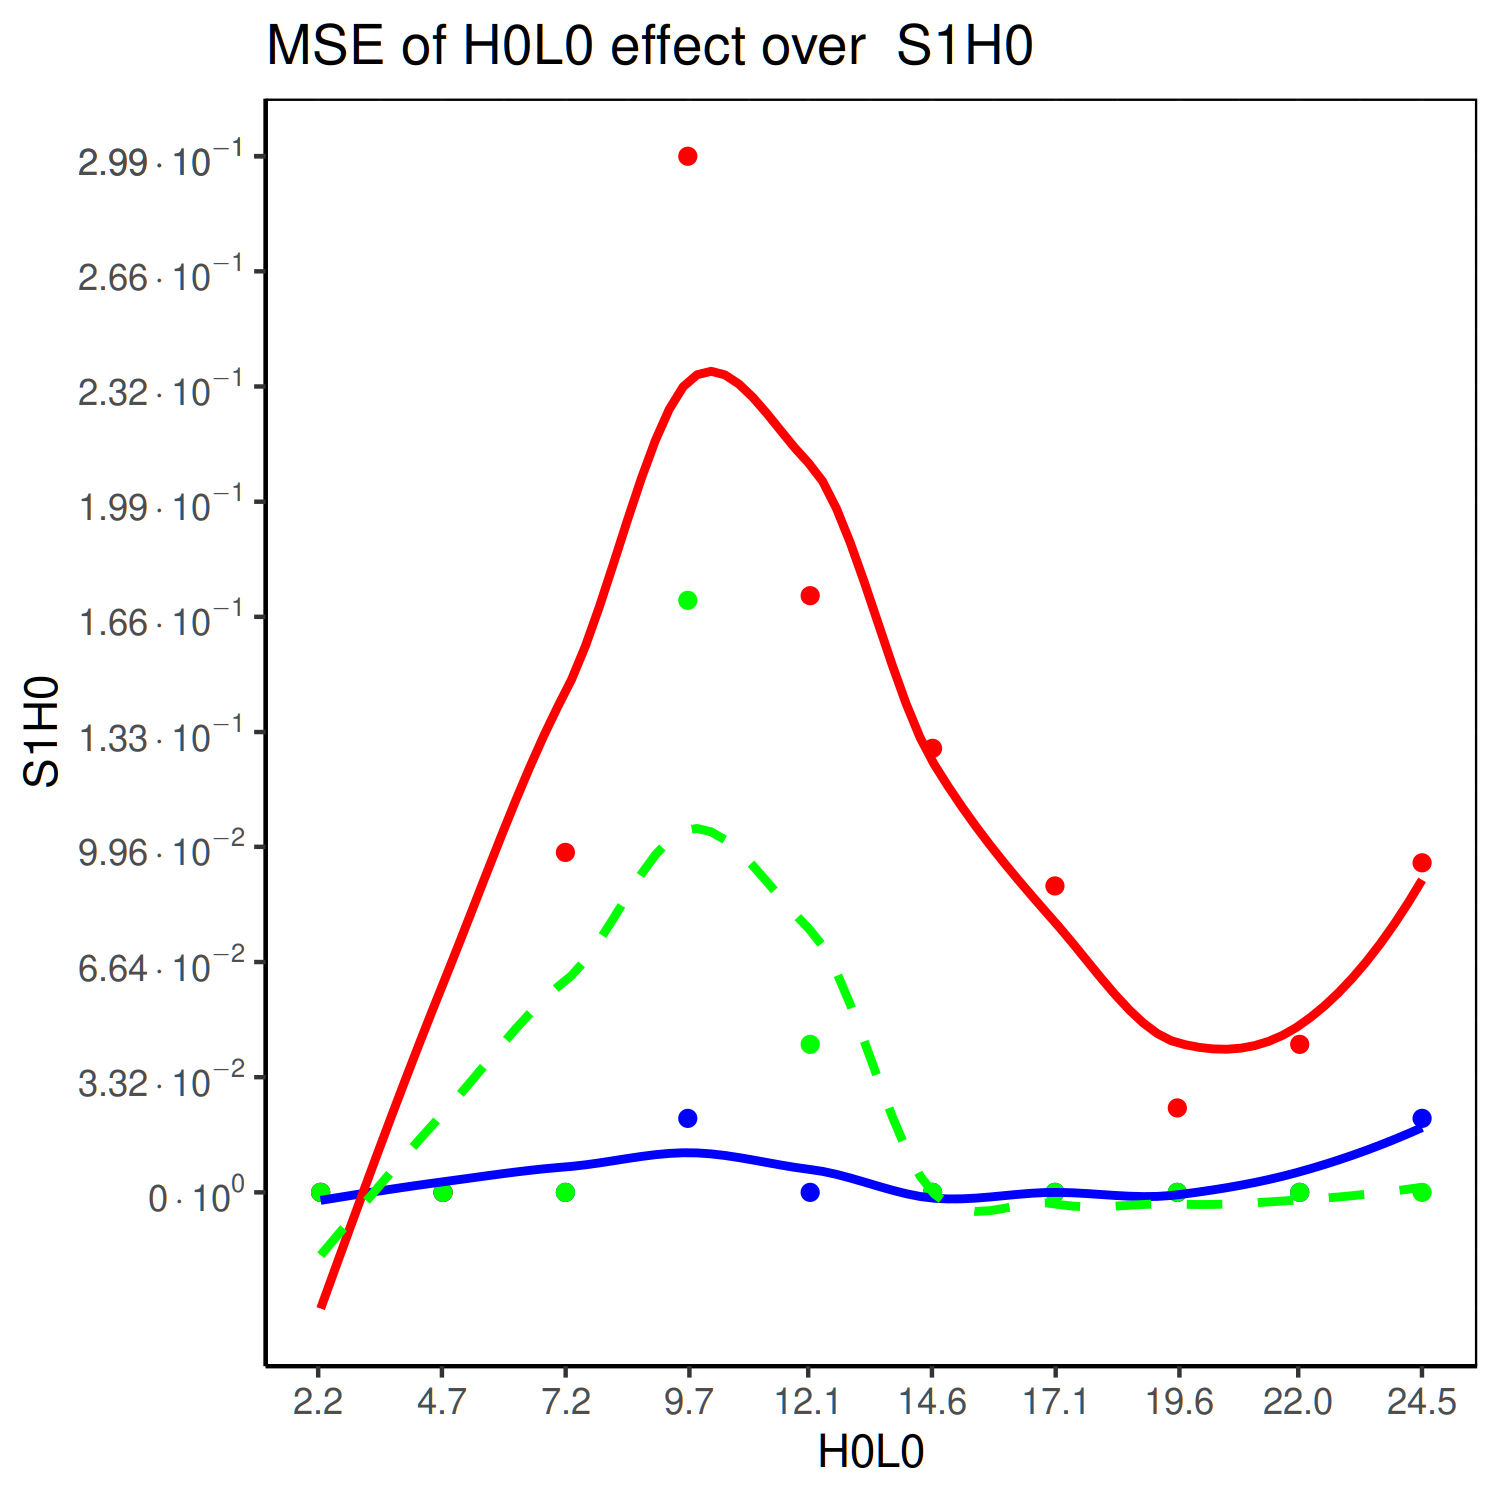 MSE of H0L0 effect over  S1H0
2.99·10⁻¹
2.66·10⁻¹
2.32·10⁻¹
1.99·10⁻¹
1.66·10⁻¹
1.33·10⁻¹
9.96·10⁻²
6.64·10⁻²
3.32·10⁻²
0·10⁰
S1H0
2.2 4.7 7.2 9.7 12.1 14.6 17.1 19.6 22.0 24.5
H0L0